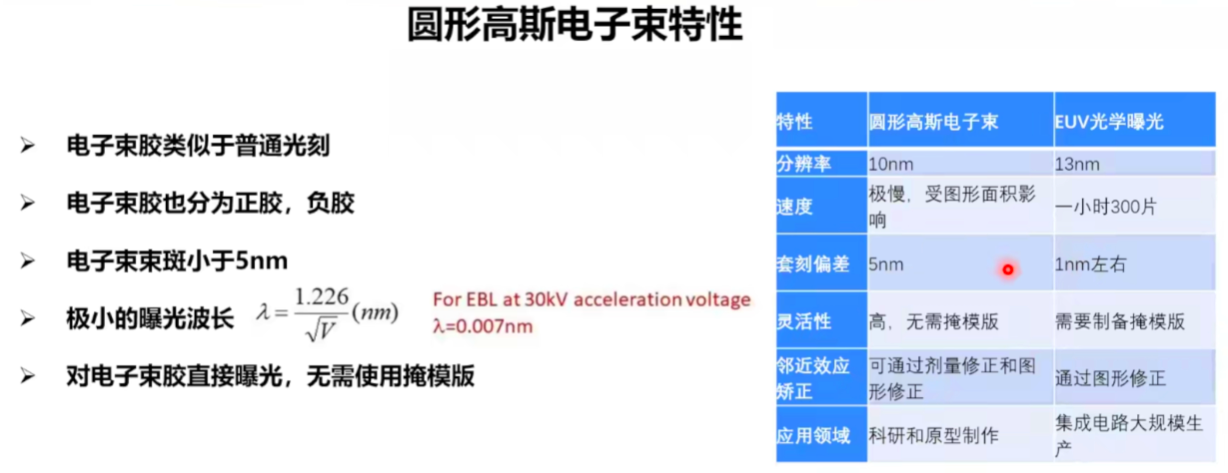 圆形高斯电子束特性
电子束胶类似于普通光刻
电子束胶也分为正胶，负胶
电子束束斑小于5nm
极小的曝光波长 λ = 1.226/√V (nm)
For EBL at 30kV acceleration voltage
λ=0.007nm
对电子束胶直接曝光，无需使用掩模版
特性 圆形高斯电子束 EUV光学曝光
分辨率 10nm 13nm
速度 极慢，受图形面积影响 一小时300片
套刻偏差 5nm 1nm左右
灵活性 高，无需掩模版 需要制备掩模版
邻近效应矫正 可通过剂量修正和图形修正 通过图形修正
应用领域 科研和原型制作 集成电路大规模生产